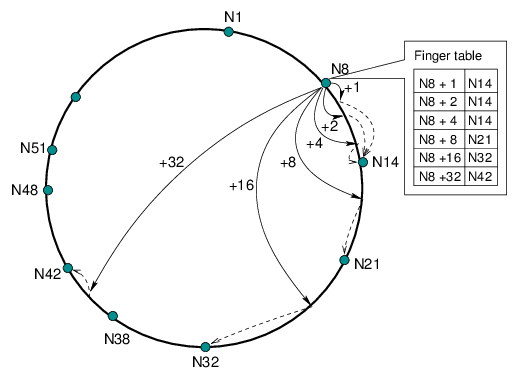 N1
N8
Finger table
N8 + 1 N14
N8 + 2 N14
N8 + 4 N14
N8 + 8 N21
N8 +16 N32
N8 +32 N42
+1
+2
+4
N51
+32
+8
N14
N48
+16
N21
N42
N38
N32